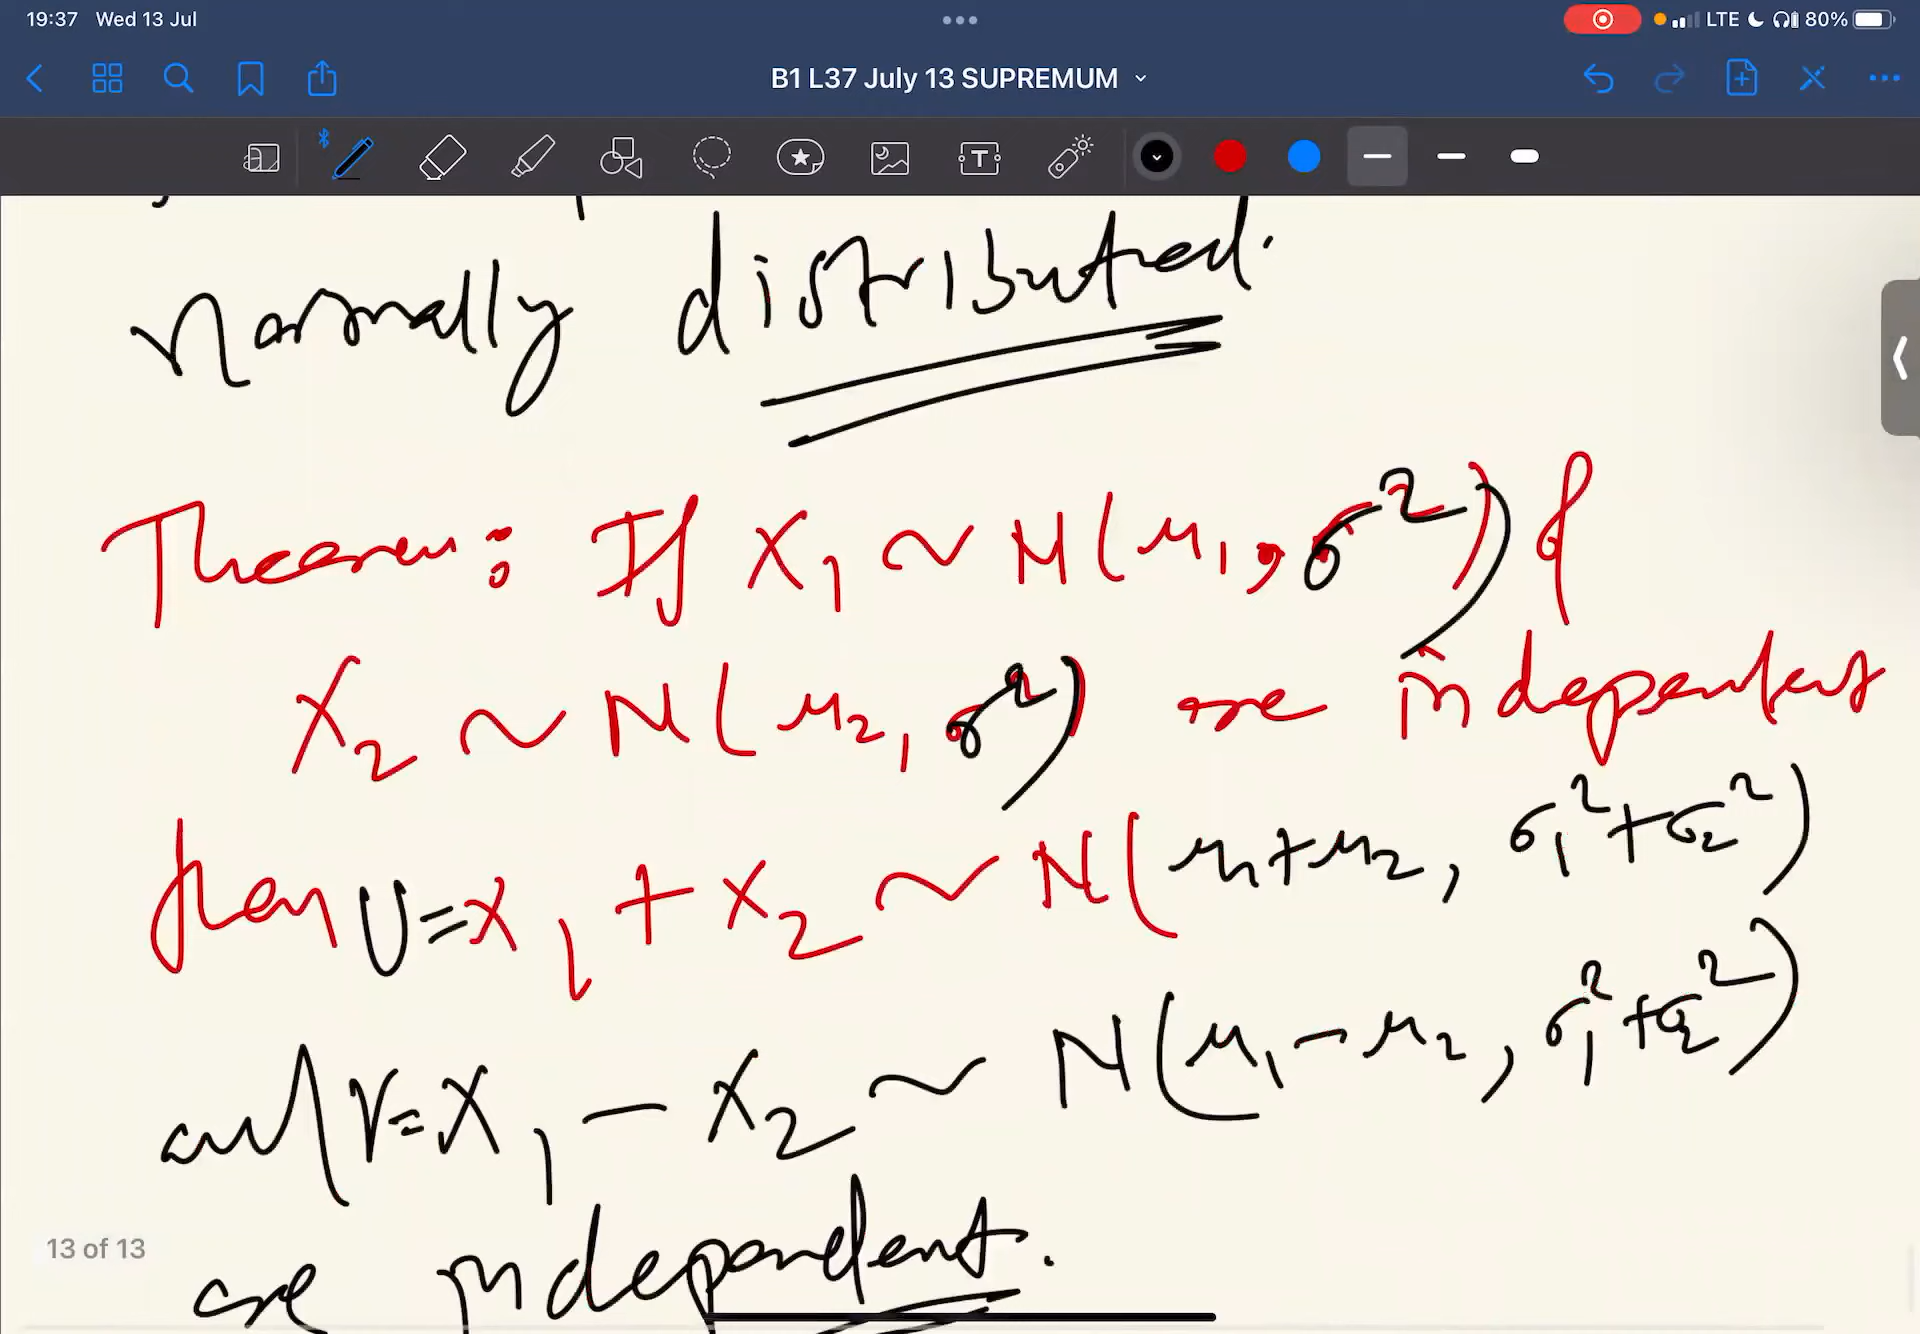 19:37 Wed 13 Jul
LTE 80%
B1 L37 July 13 SUPREMUM
T
normally distributed.
Theorem: If X₁ ~ N(μ₁, σ²) &
X₂ ~ N(μ₂, σ²) are independent
then U=X₁ + X₂ ~ N(μ₁+μ₂, σ₁²+σ₂²)
and V=X₁ - X₂ ~ N(μ₁-μ₂, σ₁²+σ₂²)
are independent.
13 of 13